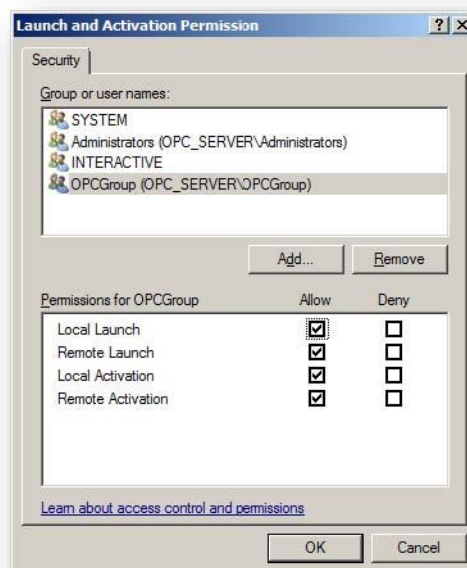 Launch and Activation Permission
Security
Group or user names:
SYSTEM
Administrators (OPC_SERVER\Administrators)
INTERACTIVE
OPCGroup (OPC_SERVER\OPCGroup)
Add... Remove
Permissions for OPCGroup Allow Deny
Local Launch
Remote Launch
Local Activation
Remote Activation
Learn about access control and permissions
OK Cancel